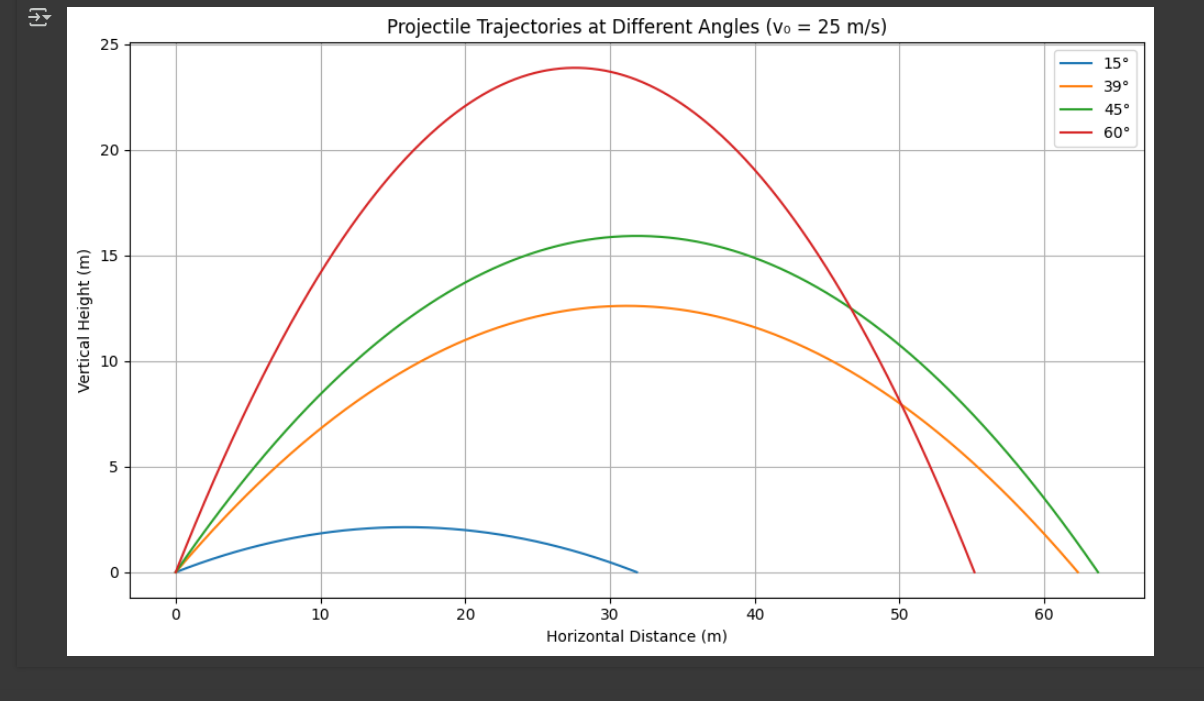 Projectile Trajectories at Different Angles (v₀ = 25 m/s)
15°
39°
45°
60°
25
20
15
10
5
0
Vertical Height (m)
0 10 20 30 40 50 60
Horizontal Distance (m)